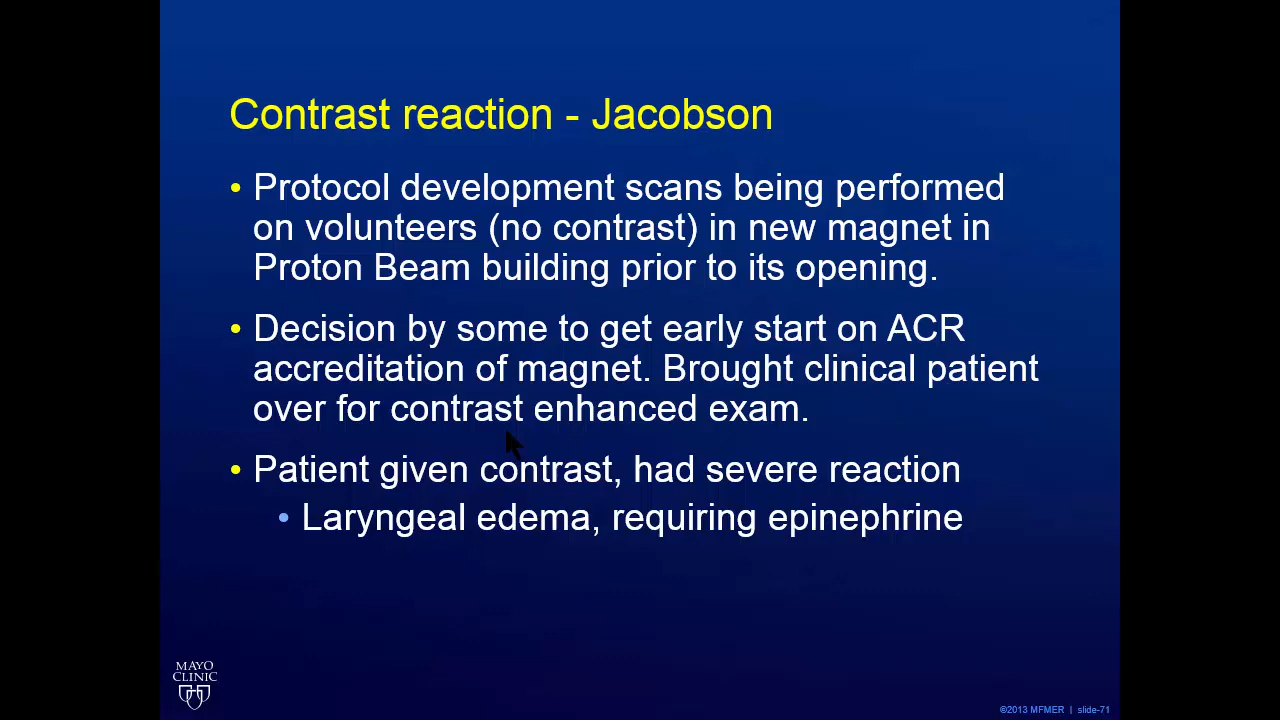 Contrast reaction - Jacobson
• Protocol development scans being performed
on volunteers (no contrast) in new magnet in
Proton Beam building prior to its opening.
• Decision by some to get early start on ACR
accreditation of magnet. Brought clinical patient
over for contrast enhanced exam.
• Patient given contrast, had severe reaction
• Laryngeal edema, requiring epinephrine
MAYO
CLINIC
©2013 MFMER | slide-71